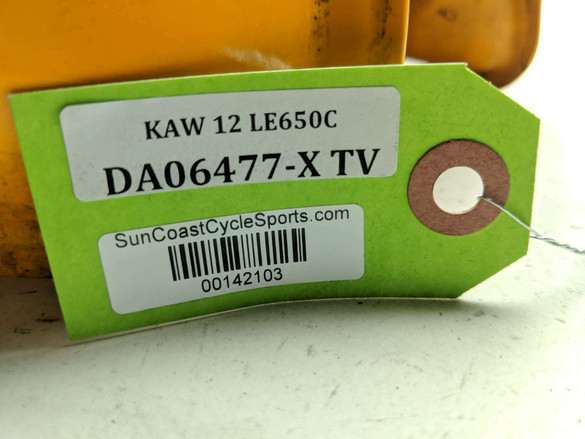 KAW 12 LE650C
DA06477-X TV
SunCoastCycleSports.com
00142103